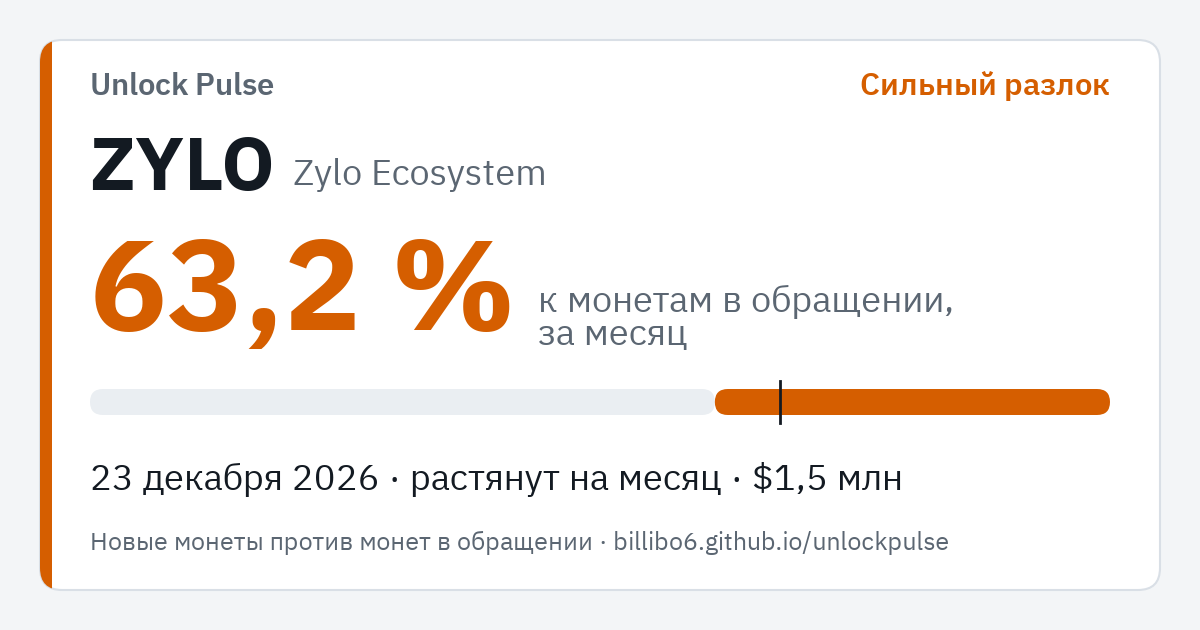 Unlock Pulse
Сильный разлок
ZYLO Zylo Ecosystem
63,2 % к монетам в обращении,
за месяц
23 декабря 2026 · растянут на месяц · $1,5 млн
Новые монеты против монет в обращении · billibo6.github.io/unlockpulse